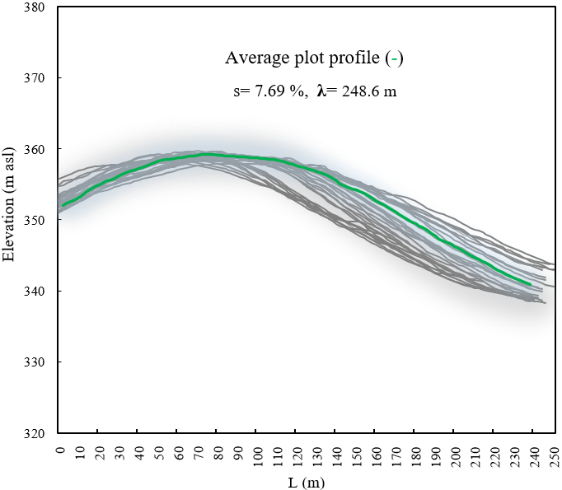 380
370
360
350
340
330
320
Elevation (m asl)
Average plot profile (-)
s= 7.69 %, λ= 248.6 m
0 10 20 30 40 50 60 70 80 90 100 110 120 130 140 150 160 170 180 190 200 210 220 230 240 250
L (m)